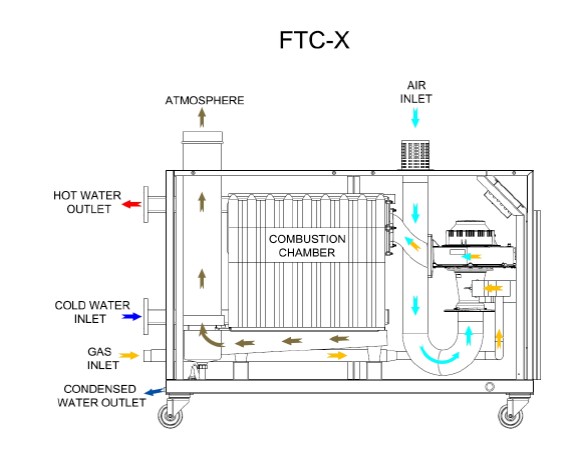 FTC-X
ATMOSPHERE
AIR
INLET
HOT WATER
OUTLET
COMBUSTION
CHAMBER
COLD WATER
INLET
GAS
INLET
CONDENSED
WATER OUTLET